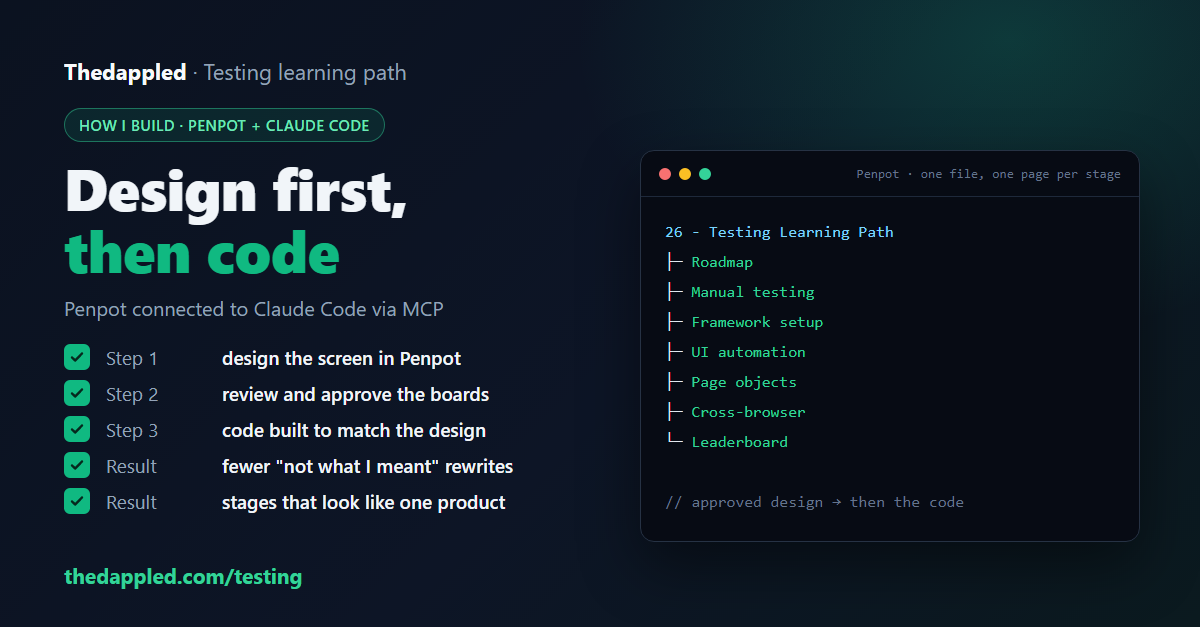 Thedappled · Testing learning path
HOW I BUILD · PENPOT + CLAUDE CODE
Design first,
then code
Penpot connected to Claude Code via MCP
Step 1 design the screen in Penpot
Step 2 review and approve the boards
Step 3 code built to match the design
Result fewer "not what I meant" rewrites
Result stages that look like one product
thedappled.com/testing
Penpot · one file, one page per stage
26 - Testing Learning Path
├─ Roadmap
├─ Manual testing
├─ Framework setup
├─ UI automation
├─ Page objects
├─ Cross-browser
└─ Leaderboard
// approved design → then the code